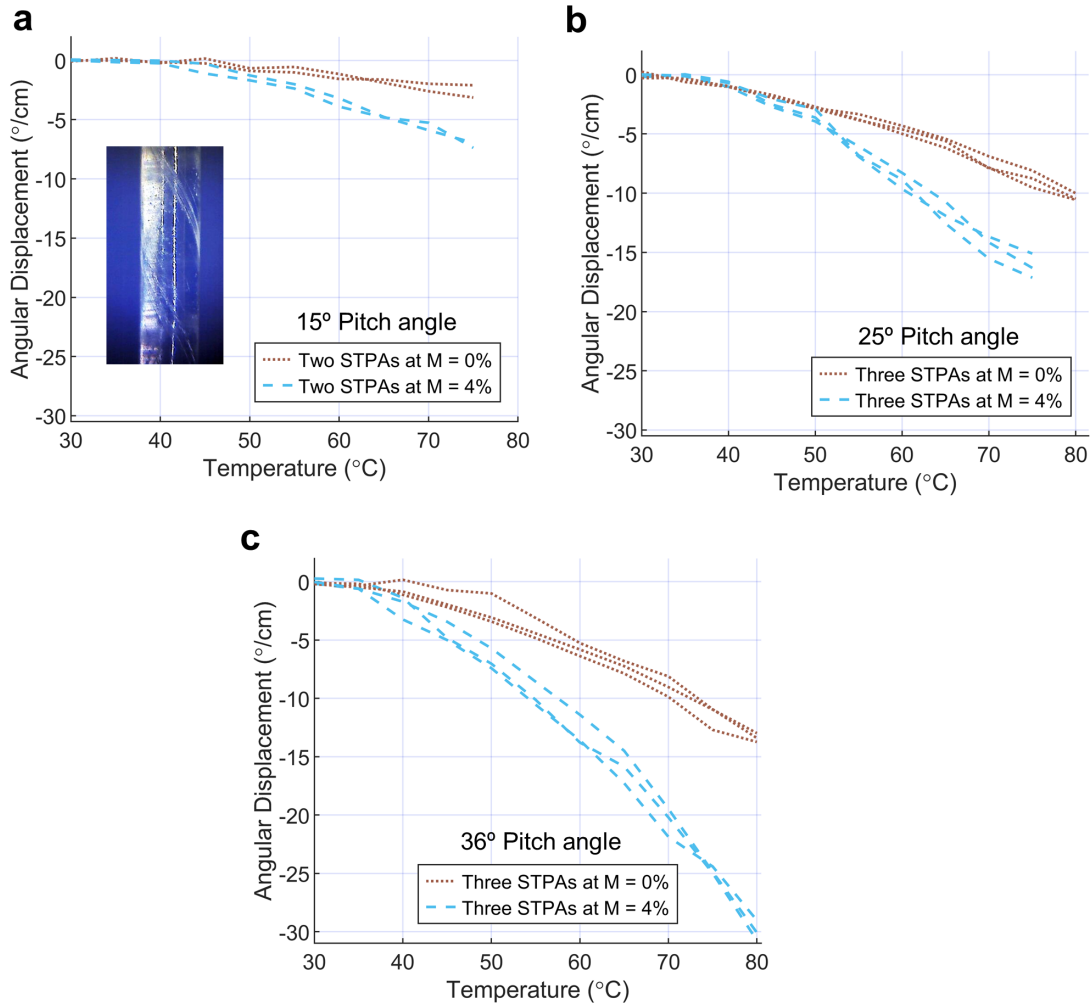 a
0
-5
-10
-15
-20
-25
-30
30
40
50
60
70
80
Angular Displacement (°/cm)
Temperature (°C)
15º Pitch angle
Two STPAs at M = 0%
Two STPAs at M = 4%
b
0
-5
-10
-15
-20
-25
-30
30
40
50
60
70
80
Angular Displacement (°/cm)
Temperature (°C)
25º Pitch angle
Three STPAs at M = 0%
Three STPAs at M = 4%
c
0
-5
-10
-15
-20
-25
-30
30
40
50
60
70
80
Angular Displacement (°/cm)
Temperature (°C)
36º Pitch angle
Three STPAs at M = 0%
Three STPAs at M = 4%